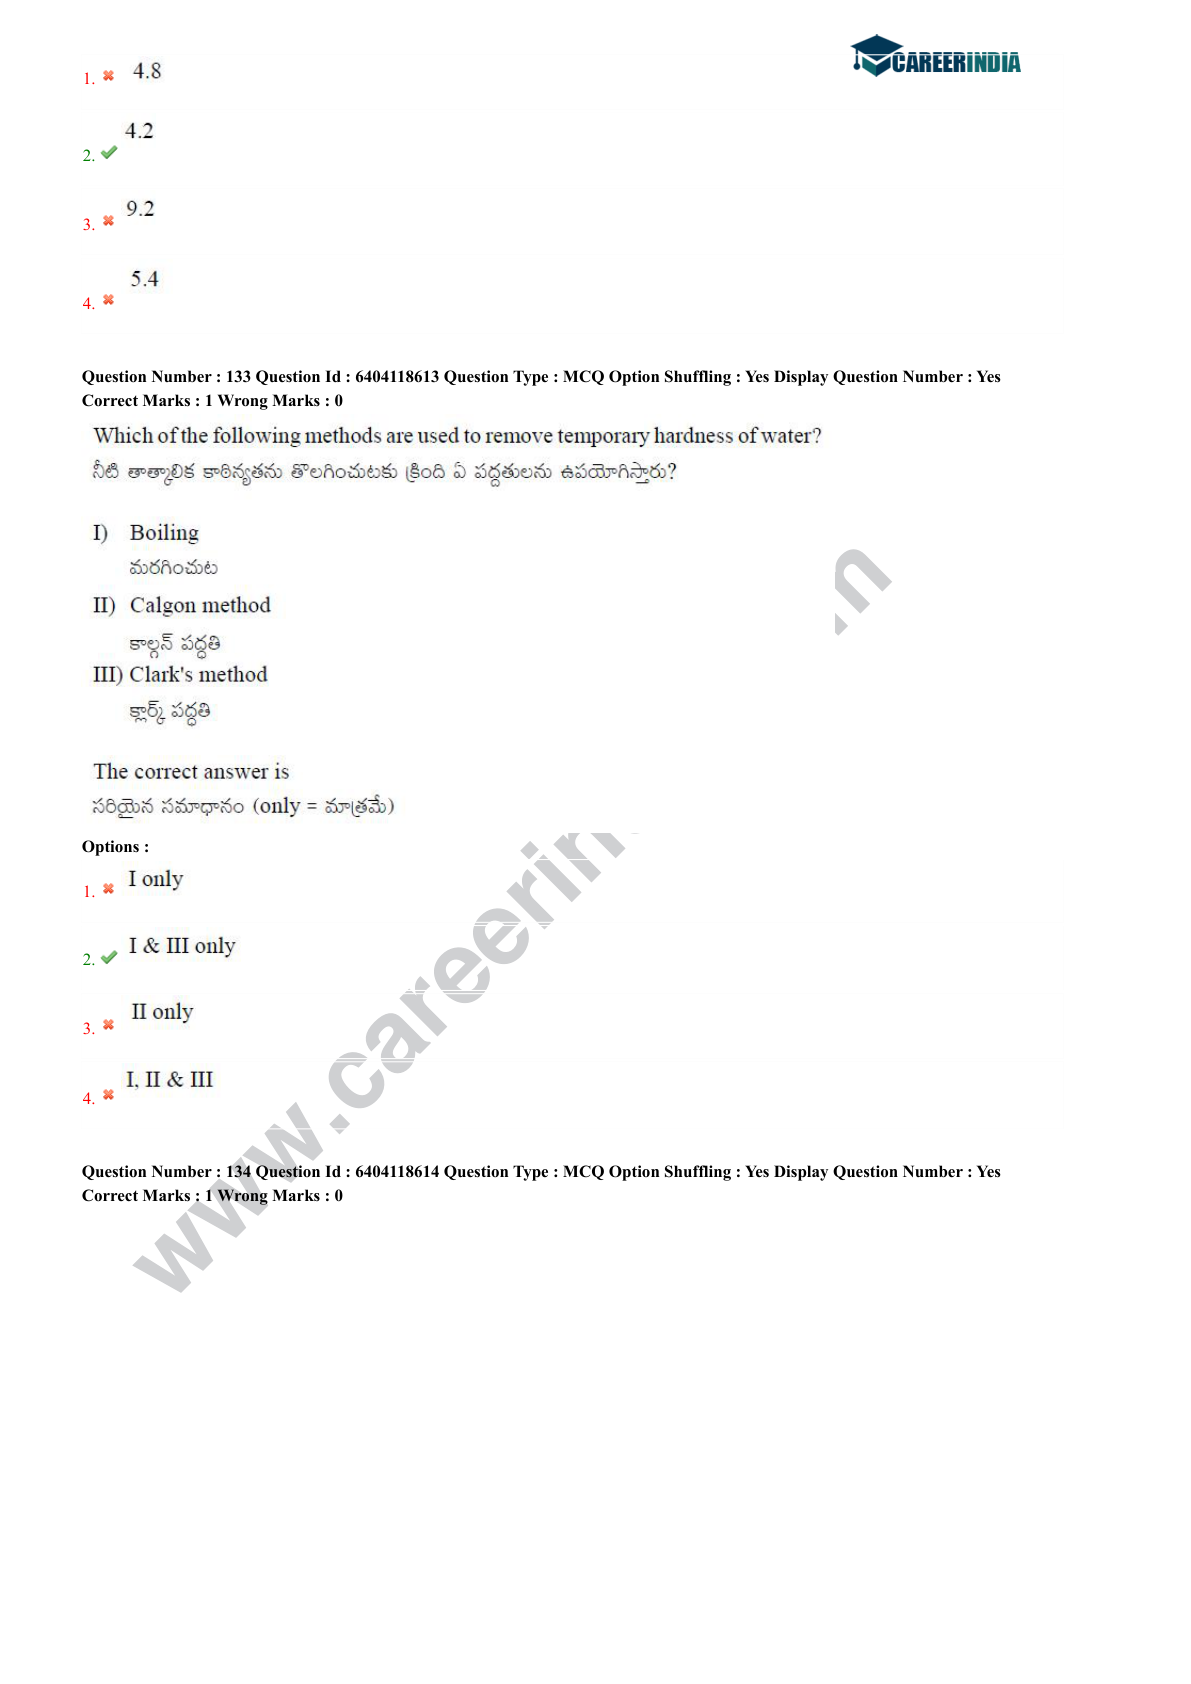 CAREERINDIA
1. 4.8
2. 4.2
3. 9.2
4. 5.4
Question Number : 133 Question Id : 6404118613 Question Type : MCQ Option Shuffling : Yes Display Question Number : Yes
Correct Marks : 1 Wrong Marks : 0
Which of the following methods are used to remove temporary hardness of water?
నీటి తాత్కాలిక కాఠిన్యతను తొలగించుటకు క్రింది ఏ పద్దతులను ఉపయోగిస్తారు?
I) Boiling
మరగించుట
II) Calgon method
కాల్గన్ పద్ధతి
III) Clark's method
క్లార్క్ పద్ధతి
The correct answer is
సరియైన సమాధానం (only = మాత్రమే)
Options :
1. I only
2. I & III only
3. II only
4. I, II & III
Question Number : 134 Question Id : 6404118614 Question Type : MCQ Option Shuffling : Yes Display Question Number : Yes
Correct Marks : 1 Wrong Marks : 0